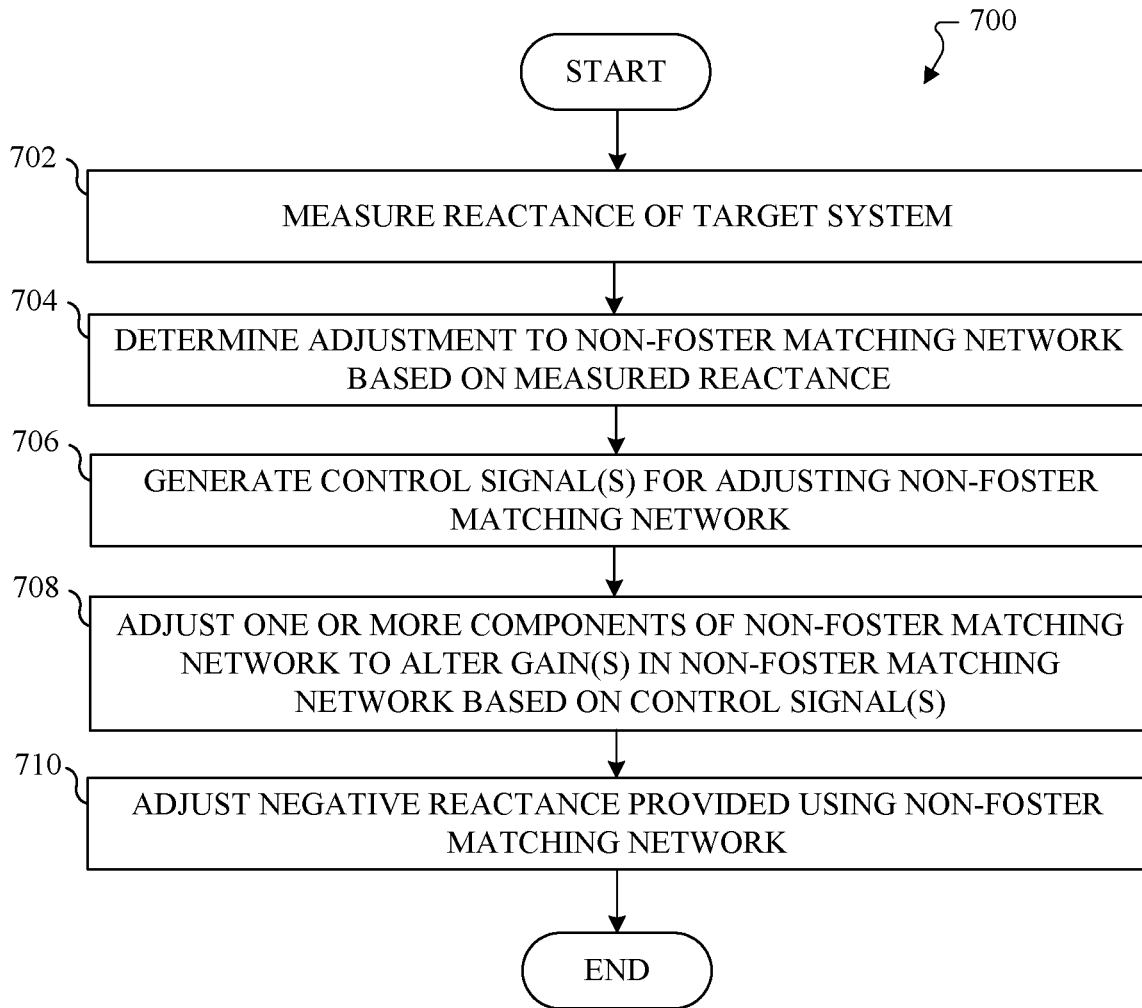 700
START
702
MEASURE REACTANCE OF TARGET SYSTEM
704
DETERMINE ADJUSTMENT TO NON-FOSTER MATCHING NETWORK
BASED ON MEASURED REACTANCE
706
GENERATE CONTROL SIGNAL(S) FOR ADJUSTING NON-FOSTER
MATCHING NETWORK
708
ADJUST ONE OR MORE COMPONENTS OF NON-FOSTER MATCHING
NETWORK TO ALTER GAIN(S) IN NON-FOSTER MATCHING
NETWORK BASED ON CONTROL SIGNAL(S)
710
ADJUST NEGATIVE REACTANCE PROVIDED USING NON-FOSTER
MATCHING NETWORK
END